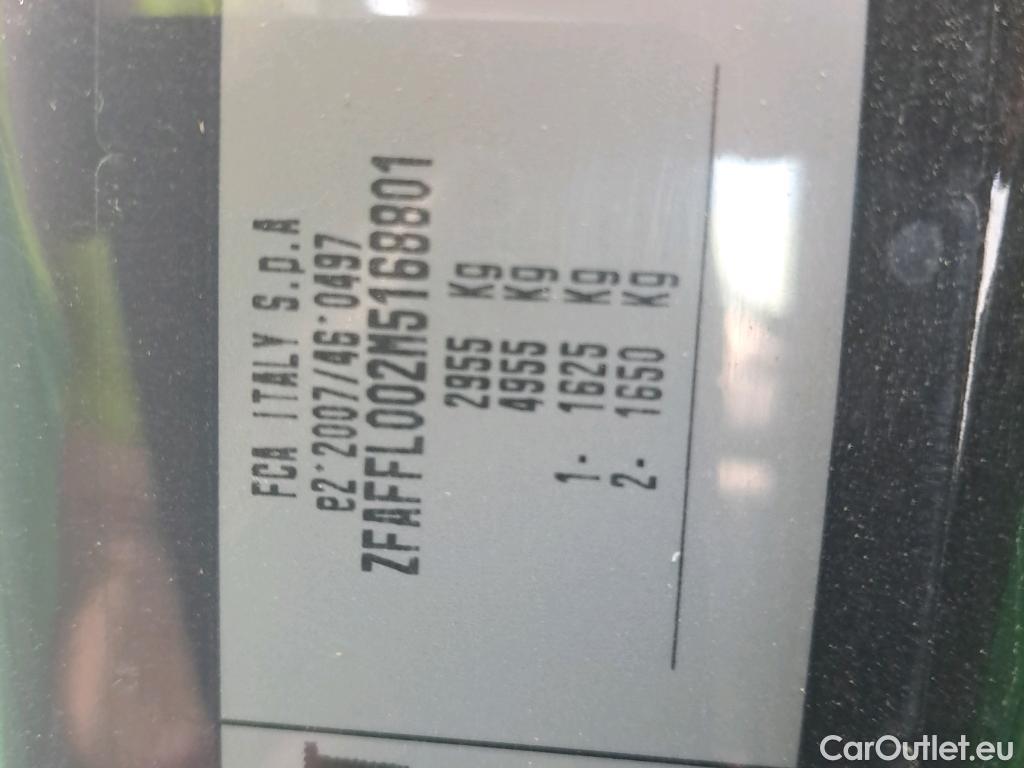 FCA ITALY S.p.A
e2*2007/46*0497
ZFAFFL002M5168801
2955 Kg
4955 Kg
1- 1625 Kg
2- 1650 Kg
CarOutlet.eu